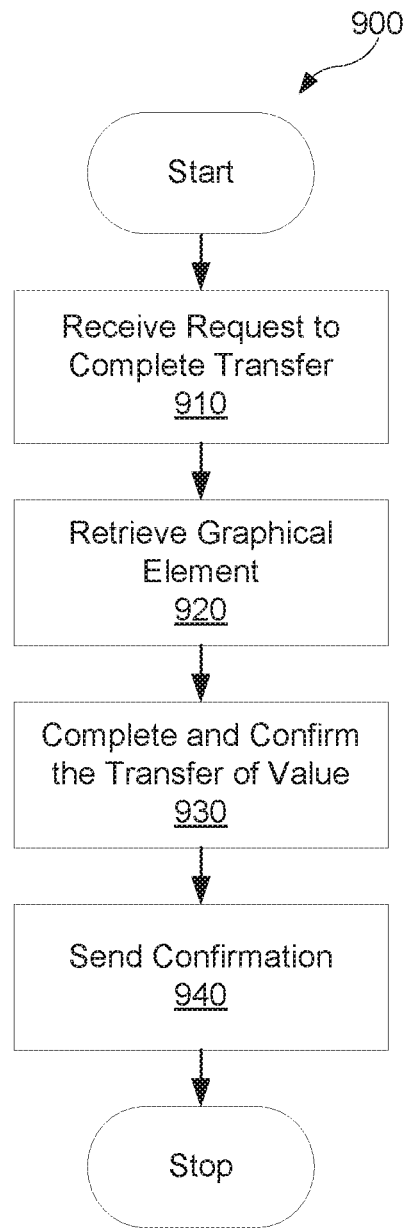 900
Start
Receive Request to
Complete Transfer
910
Retrieve Graphical
Element
920
Complete and Confirm
the Transfer of Value
930
Send Confirmation
940
Stop